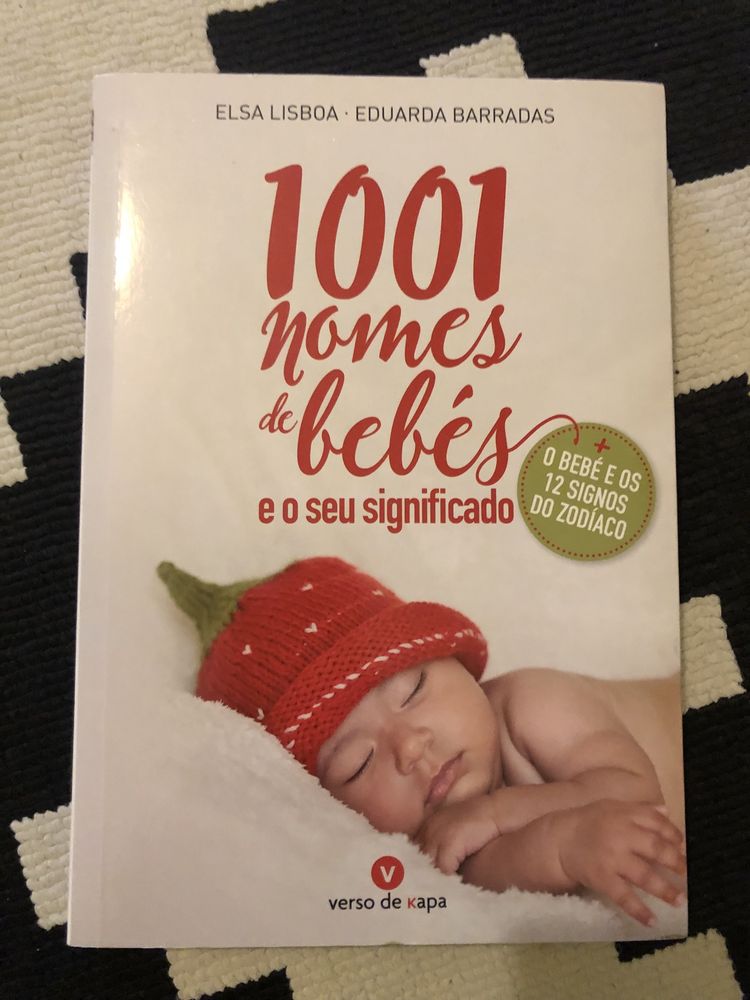 ELSA LISBOA · EDUARDA BARRADAS
1001
nomes
de bebés
e o seu significado
+
O BEBÉ E OS
12 SIGNOS
DO ZODÍACO
V
verso de kapa